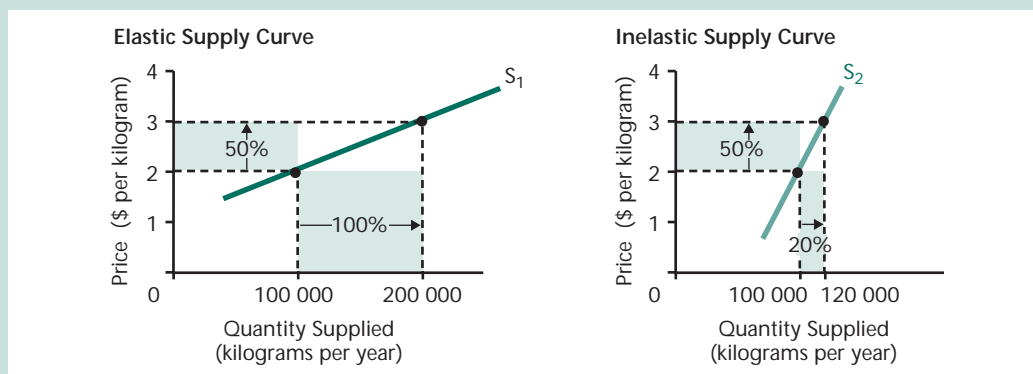 Elastic Supply Curve
Price ($ per kilogram)
4
3
2
1
0
50%
100%
S1
100 000
200 000
Quantity Supplied
(kilograms per year)
Inelastic Supply Curve
Price ($ per kilogram)
4
3
2
1
0
50%
20%
S2
100 000
120 000
Quantity Supplied
(kilograms per year)